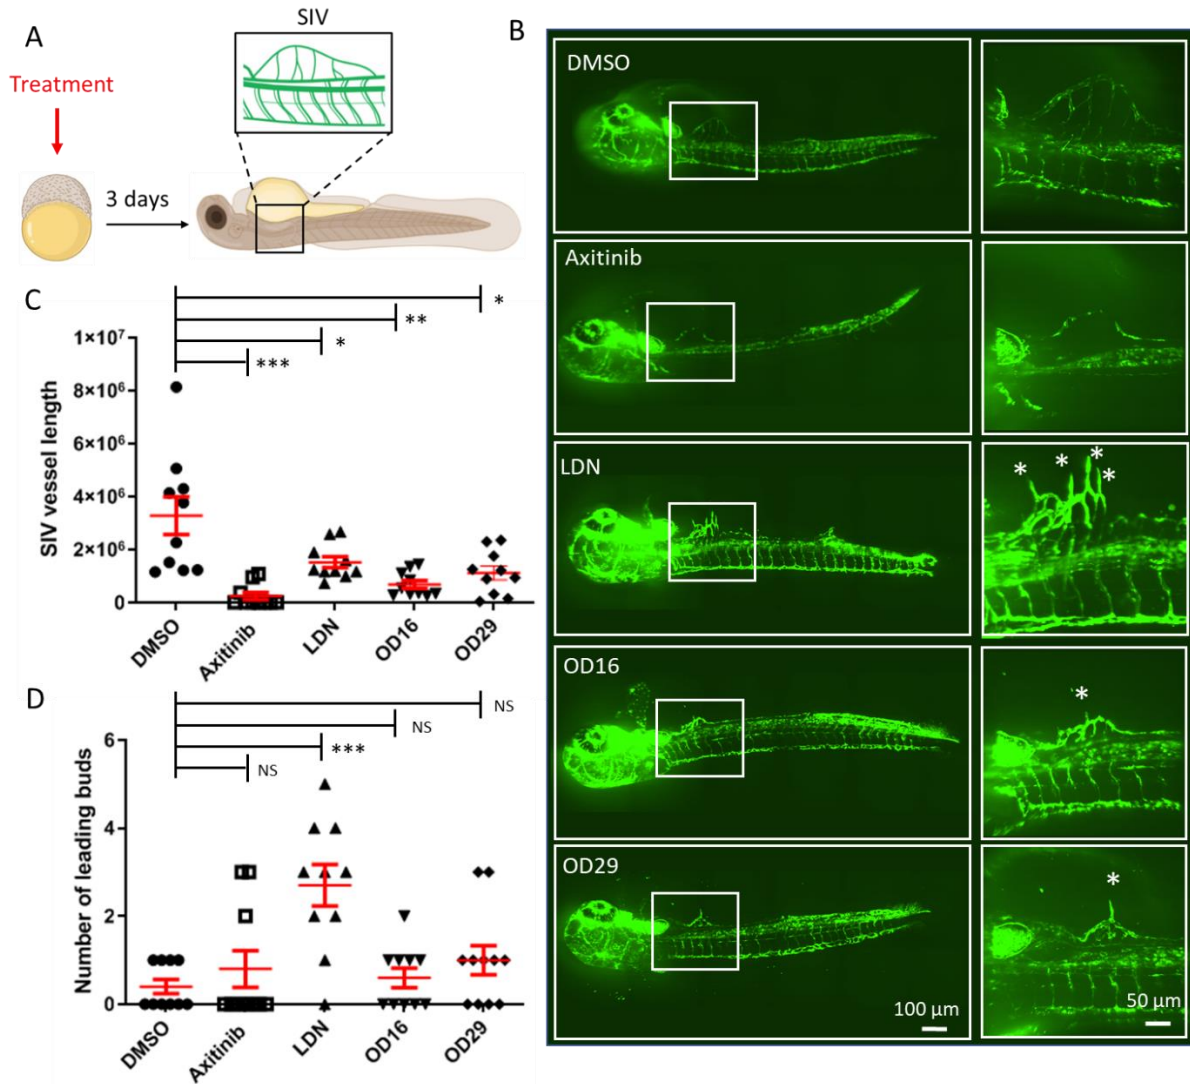 A
Treatment
3 days
SIV
B
DMSO
Axitinib
LDN
* * * *
OD16
*
OD29
*
100 µm
50 µm
C
*
**
*
***
SIV vessel length
1×10⁷
8×10⁶
6×10⁶
4×10⁶
2×10⁶
0
DMSO
Axitinib
LDN
OD16
OD29
D
NS
NS
***
NS
Number of leading buds
6
4
2
0
DMSO
Axitinib
LDN
OD16
OD29